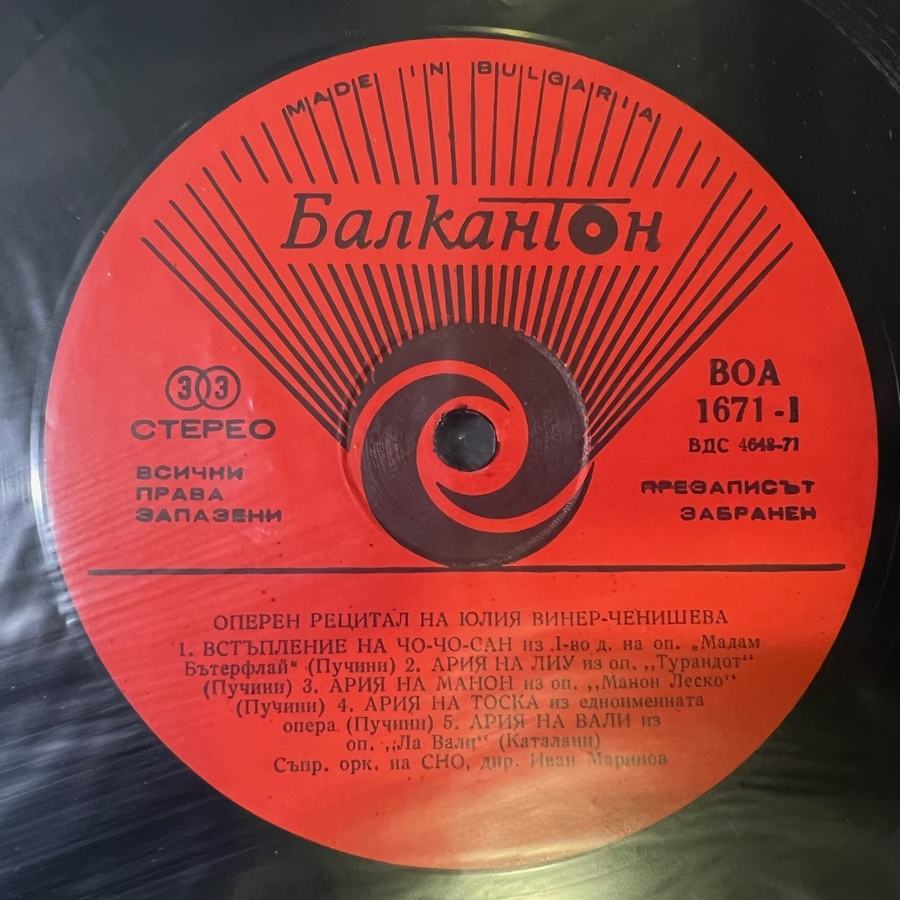 MADE IN BULGARIA
Балкантон
33
СТЕРЕО
ВСИЧНИ
ПРАВА
ЗАПАЗЕНИ
ВОА
1671-I
ВДС 4648-71
ПРЕЗАПИСЪТ
ЗАБРАНЕН
ОПЕРЕН РЕЦИТАЛ НА ЮЛИЯ ВИНЕР-ЧЕНИШЕВА
1. ВСТЪПЛЕНИЕ НА ЧО-ЧО-САН из I-во д. на оп. „Мадам
Бътерфлай“ (Пучини) 2. АРИЯ НА ЛИУ из оп. ,,Турандот“
(Пучини) 3. АРИЯ НА МАНОН из оп. ,,Манон Леско“
(Пучини) 4. АРИЯ НА ТОСКА из едноименната
опера (Пучини) 5. АРИЯ НА ВАЛИ из
оп. ,,Ла Вали“ (Каталани)
Съпр. орк. на СНО, дир. Иван Маринов